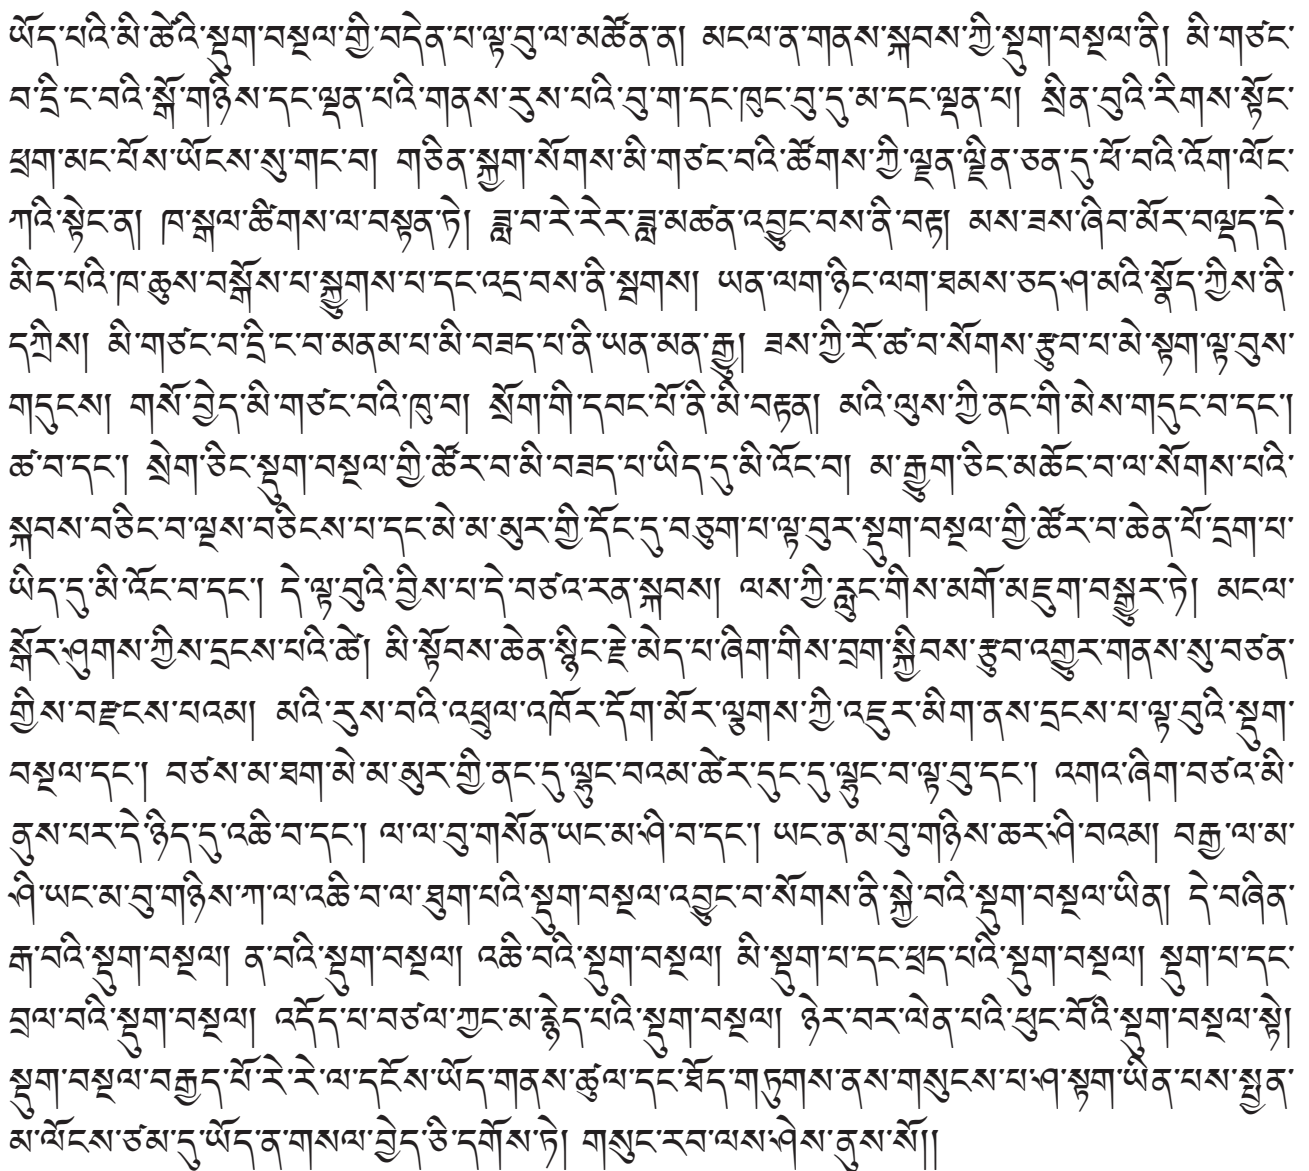 ཡོད་པའི་མི་ཚེའི་སྡུག་བསྔལ་གྱི་བདེན་པ་ལྟ་བུ་ལ་མཚོན་ན། མངལ་ན་གནས་སྐབས་ཀྱི་སྡུག་བསྔལ་ནི། མི་གཙང་
བ་དྲི་ང་བའི་སྒོ་གཉིས་དང་ལྡན་པའི་གནས་རུས་པའི་བུ་ག་དང་ཁུང་བུ་དུ་མ་དང་ལྡན་པ། སྲིན་བུའི་རིགས་སྟོང་
ཕྲག་མང་པོས་ཡོངས་སུ་གང་བ། གཅིན་སྐྱག་སོགས་མི་གཙང་བའི་ཚོགས་ཀྱི་ལྗན་ལྗིན་ཅན་དུ་ཕོ་བའི་འོག་ལོང་
ཀའི་སྟེང་ན། ཁ་སྒལ་ཚིགས་ལ་བསྟན་ཏེ། ཟླ་བ་རེ་རེར་ཟླ་མཚན་འབྱུང་བས་ནི་བརྟ། མས་ཟས་ཞིབ་མོར་བལྡད་དེ་
མིད་པའི་ཁ་ཆུས་བསྒོས་པ་སྐྱུགས་པ་དང་འདྲ་བས་ནི་སྦགས། ཡན་ལག་ཉིང་ལག་ཐམས་ཅད་ཤ་མའི་སྣོད་ཀྱིས་ནི་
དཀྲིས། མི་གཙང་བ་དྲི་ང་བ་མནམ་པ་མི་བཟད་པ་ནི་ཡན་མན་རྒྱུ། ཟས་ཀྱི་རོ་ཚ་བ་སོགས་རྩུབ་པ་མེ་སྟག་ལྟ་བུས་
གདུངས། གསོ་བྱེད་མི་གཙང་བའི་ཁུ་བ། སྲོག་གི་དབང་པོ་ནི་མི་བརྟན། མའི་ལུས་ཀྱི་ནང་གི་མེས་གདུང་བ་དང་།
ཚ་བ་དང་། སྲེག་ཅིང་སྡུག་བསྔལ་གྱི་ཚོར་བ་མི་བཟད་པ་ཡིད་དུ་མི་འོང་བ། མ་རྒྱུག་ཅིང་མཆོང་བ་ལ་སོགས་པའི་
སྐབས་བཅིང་བ་ལྔས་བཅིངས་པ་དང་མེ་མ་མུར་གྱི་དོང་དུ་བཅུག་པ་ལྟ་བུར་སྡུག་བསྔལ་གྱི་ཚོར་བ་ཆེན་པོ་དྲག་པ་
ཡིད་དུ་མི་འོང་བ་དང་། དེ་ལྟ་བུའི་བྱིས་པ་དེ་བཙའ་རན་སྐབས། ལས་ཀྱི་རླུང་གིས་མགོ་མཇུག་བསྒྱུར་ཏེ། མངལ་
སྒོར་ཤུགས་ཀྱིས་དྲངས་པའི་ཚེ། མི་སྟོབས་ཆེན་སྙིང་རྗེ་མེད་པ་ཞིག་གིས་བྲག་སྐྱིབས་རྩུབ་འགྱུར་གནས་སུ་བཙན་
གྱིས་བརྫངས་པའམ། མའི་རུས་བའི་འཕྲུལ་འཁོར་དོག་མོར་ལྕགས་ཀྱི་འཇུར་མིག་ནས་དྲངས་པ་ལྟ་བུའི་སྡུག་
བསྔལ་དང་། བཙས་མ་ཐག་མེ་མ་མུར་གྱི་ནང་དུ་ལྷུང་བའམ་ཚེར་དུང་དུ་ལྷུང་བ་ལྟ་བུ་དང་། འགའ་ཞིག་བཙའ་མི་
ནུས་པར་དེ་ཉིད་དུ་འཆི་བ་དང་། ལ་ལ་བུ་གསོན་ཡང་མ་ཤི་བ་དང་། ཡང་ན་མ་བུ་གཉིས་ཆར་ཤི་བའམ། བརྒྱ་ལ་མ་
ཤི་ཡང་མ་བུ་གཉིས་ཀ་ལ་འཆི་བ་ལ་ཐུག་པའི་སྡུག་བསྔལ་འབྱུང་བ་སོགས་ནི་སྐྱེ་བའི་སྡུག་བསྔལ་ཡིན། དེ་བཞིན་
རྒ་བའི་སྡུག་བསྔལ། ན་བའི་སྡུག་བསྔལ། འཆི་བའི་སྡུག་བསྔལ། མི་སྡུག་པ་དང་ཕྲད་པའི་སྡུག་བསྔལ། སྡུག་པ་དང་
བྲལ་བའི་སྡུག་བསྔལ། འདོད་པ་བཙལ་ཀྱང་མ་རྙེད་པའི་སྡུག་བསྔལ། ཉེར་བར་ལེན་པའི་ཕུང་བོའི་སྡུག་བསྔལ་སྟེ།
སྡུག་བསྔལ་བརྒྱད་པོ་རེ་རེ་ལ་དངོས་ཡོད་གནས་ཚུལ་དང་ཐོད་གཏུགས་ནས་གསུངས་པ་ཤ་སྟག་ཡིན་པས་སྤྱན་
མ་ལོངས་ཙམ་དུ་ཡོད་ན་གསལ་བྱེད་ཅི་དགོས་ཏེ། གསུང་རབ་ལས་ཤེས་ནུས་སོ།།